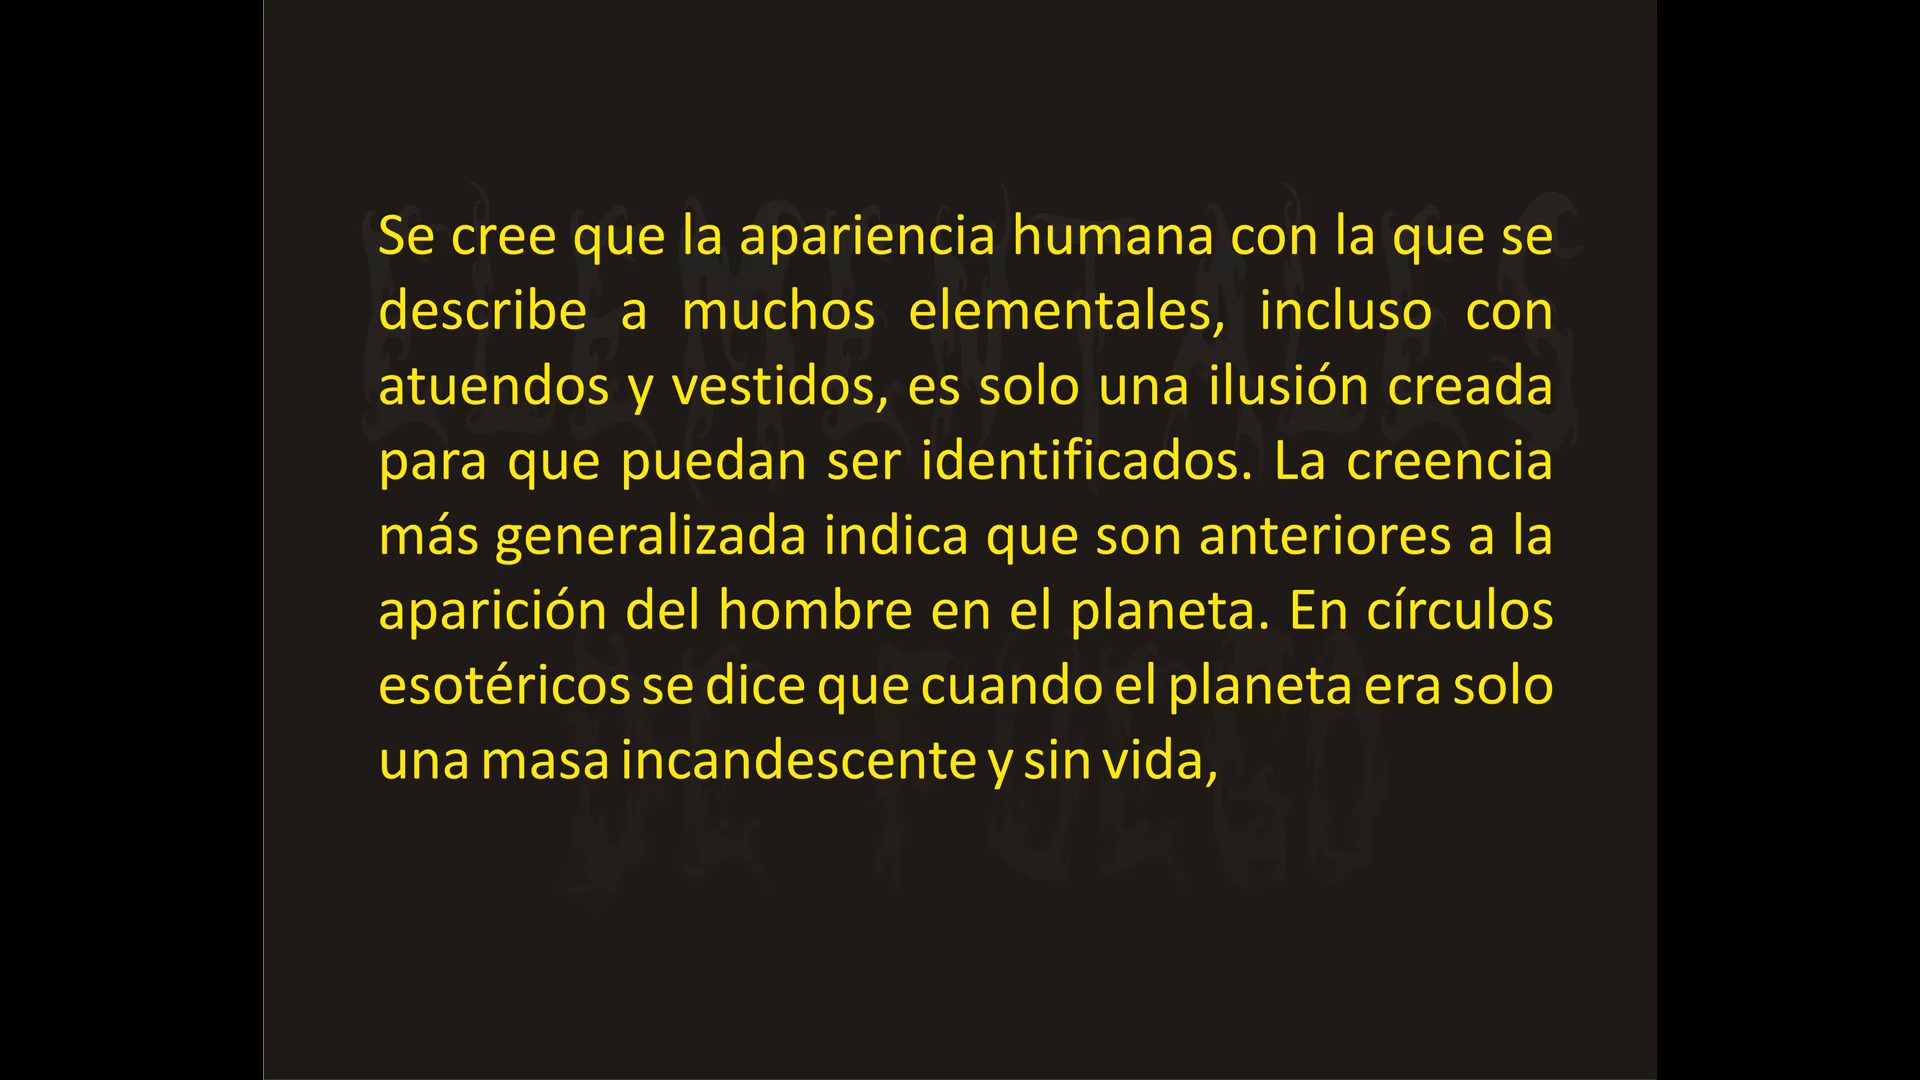 Se cree que la apariencia humana con la que se
describe a muchos elementales, incluso con
atuendos y vestidos, es solo una ilusión creada
para que puedan ser identificados. La creencia
más generalizada indica que son anteriores a la
aparición del hombre en el planeta. En círculos
esotéricos se dice que cuando el planeta era solo
una masa incandescente y sin vida,
ELEMENTALES
DE FUEGO